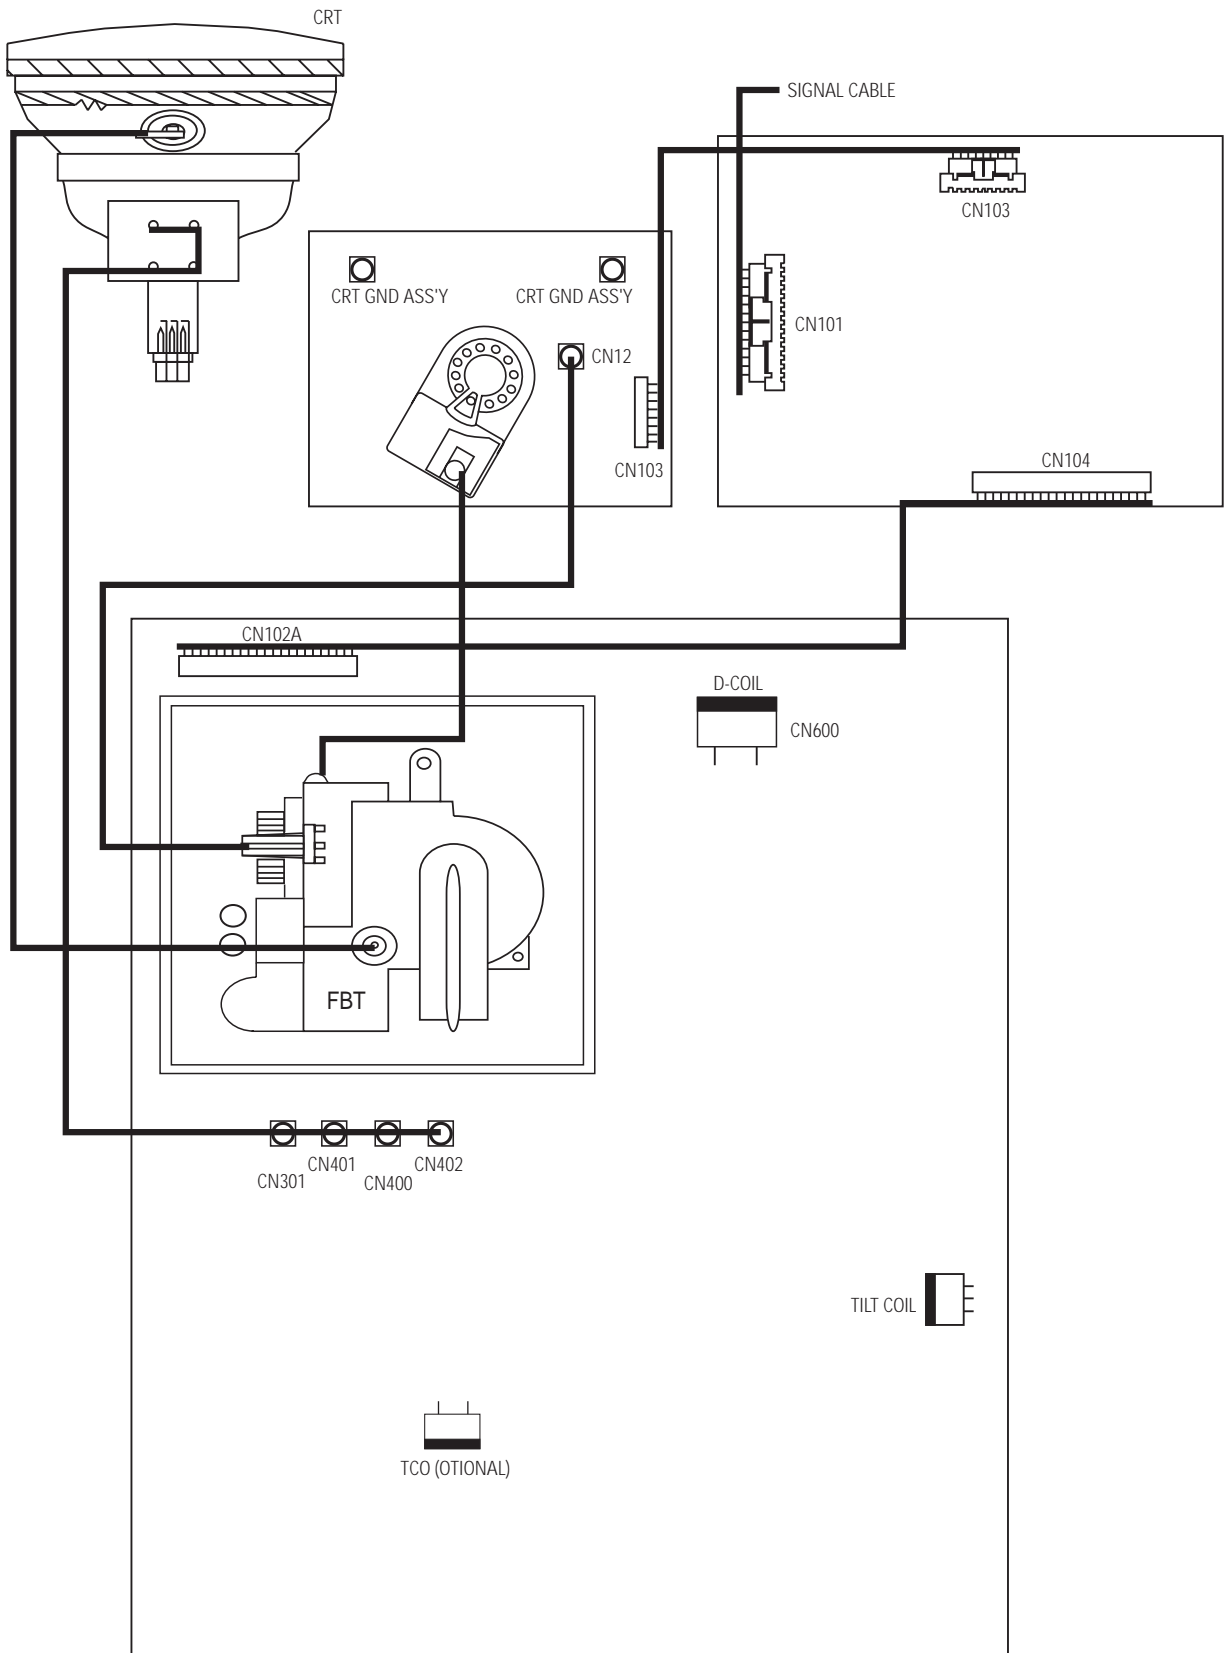 CRT
SIGNAL CABLE
CN103
CRT GND ASS'Y
CRT GND ASS'Y
CN101
CN12
CN103
CN104
CN102A
D-COIL
CN600
FBT
CN401
CN402
CN301
CN400
TILT COIL
TCO (OTIONAL)